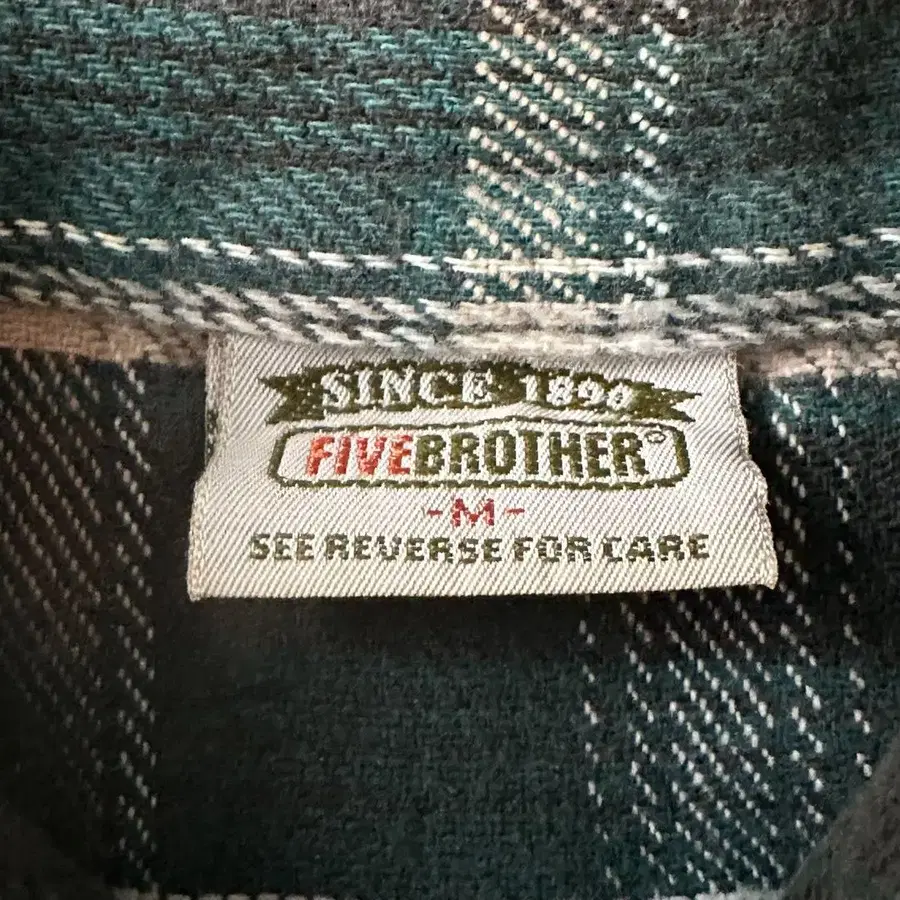 SINCE 1890
FIVEBROTHER®
-M-
SEE REVERSE FOR CARE